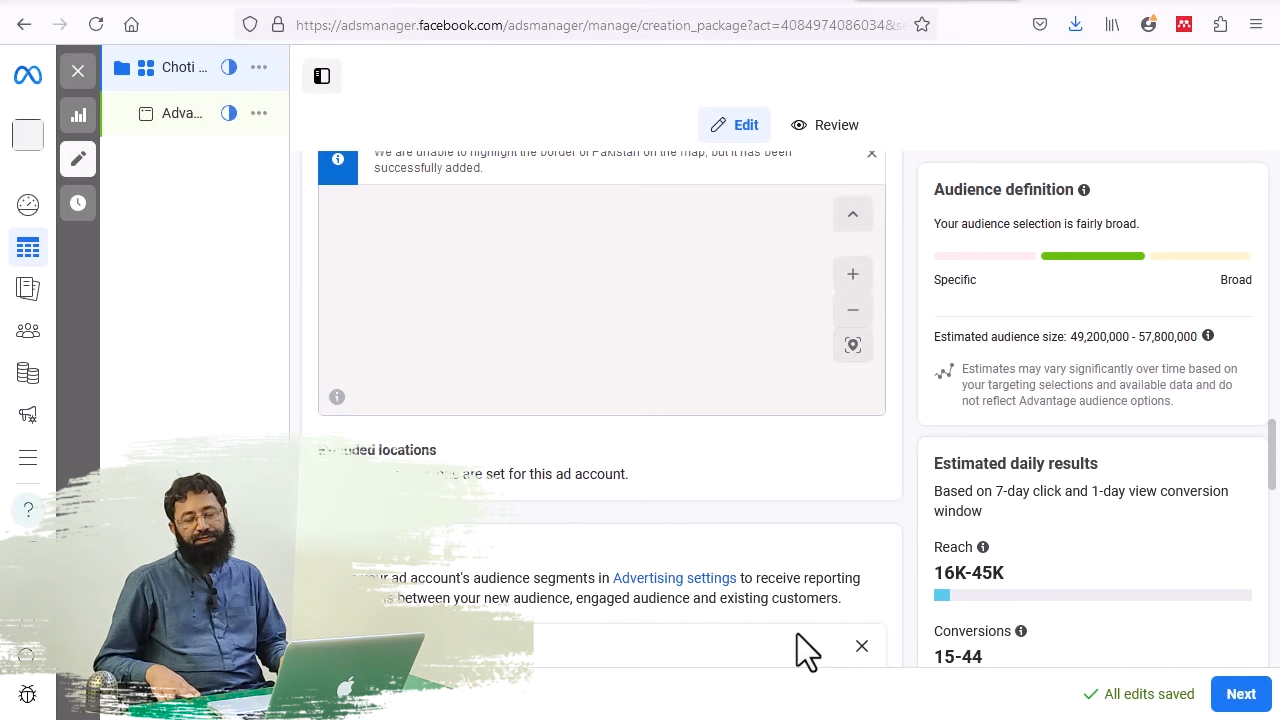 https://adsmanager.facebook.com/adsmanager/manage/creation_package?act=4084974086034&se
Choti ...
Adva...
Edit
Review
We are unable to highlight the border of Pakistan on the map, but it has been
successfully added.
locations
are set for this ad account.
ad account's audience segments in Advertising settings to receive reporting
between your new audience, engaged audience and existing customers.
Audience definition
Your audience selection is fairly broad.
Specific
Broad
Estimated audience size: 49,200,000 - 57,800,000
Estimates may vary significantly over time based on
your targeting selections and available data and do
not reflect Advantage audience options.
Estimated daily results
Based on 7-day click and 1-day view conversion
window
Reach
16K-45K
Conversions
15-44
All edits saved
Next